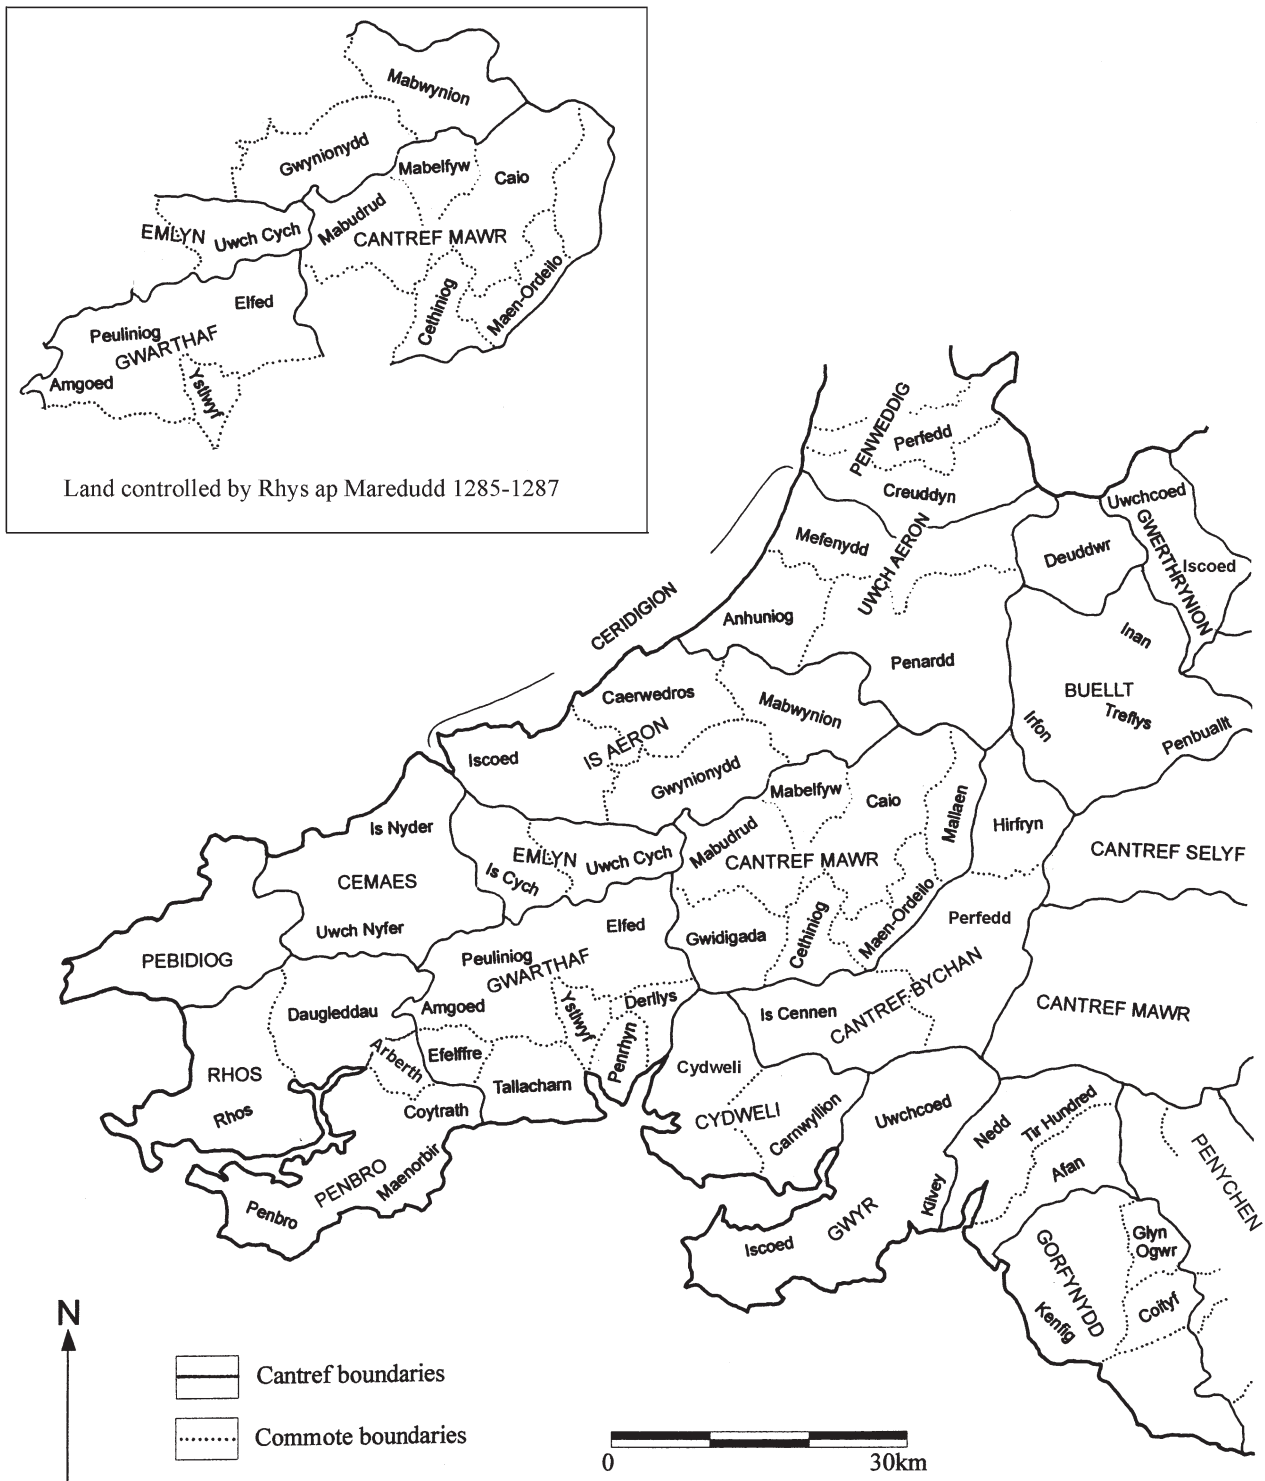 Mabwynion
Gwynionydd
Mabelfyw
Caio
EMLYN
Uwch Cych
Mabudrud
CANTREF MAWR
Elfed
Cethiniog
Maen-Ordeilo
Peuliniog
GWARTHAF
Amgoed
Ystlwyf
Land controlled by Rhys ap Maredudd 1285-1287
PENWEDDIG
Perfedd
Creuddyn
Mefenydd
UWCH AERON
Uwchcoed
GWERTHRYNION
Deuddwr
Iscoed
CERIDIGION
Anhuniog
Inan
Penardd
BUELLT
Treflys
Irfon
Penbuallt
Caerwedros
Mabwynion
IS AERON
Iscoed
Gwynionydd
Mabelfyw
Caio
Mallaen
Hirfryn
Is Nyder
Mabudrud
EMLYN
Uwch Cych
CANTREF MAWR
CANTREF SELYF
Is Cych
CEMAES
Uwch Nyfer
Elfed
Gwidigada
Cethiniog
Maen-Ordeilo
Perfedd
PEBIDIOG
Peuliniog
GWARTHAF
Amgoed
Ystlwyf
Derllys
Daugleddau
Is Cennen
CANTREF BYCHAN
CANTREF MAWR
Arberth
Efelffre
Penrhyn
RHOS
Rhos
Tallacharn
Coytrath
Cydweli
CYDWELI
Carnwyllion
Uwchcoed
Nedd
Tir Hundred
PENYCHEN
PENBRO
Maenorbir
Penbro
Afan
Kilvey
GWYR
Iscoed
GORFYNYDD
Glyn
Ogwr
Kenfig
Coityf
N
Cantref boundaries
Commote boundaries
0 30km